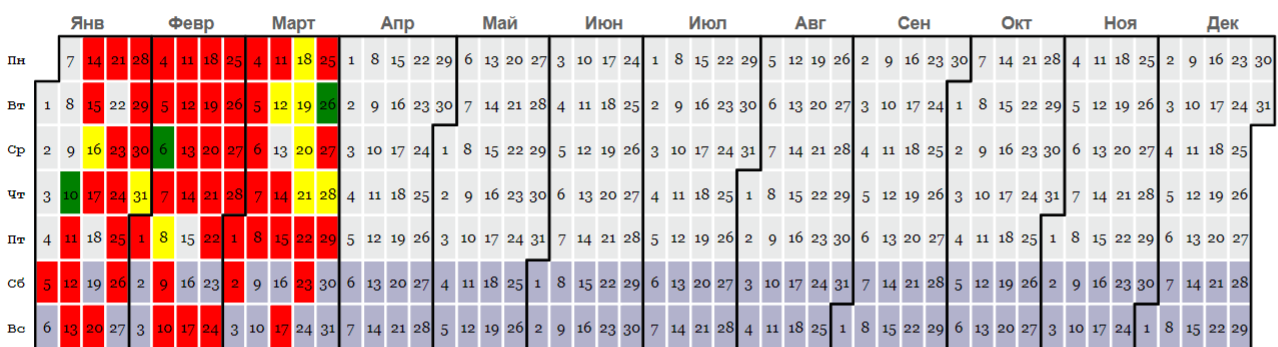 Янв Февр Март Апр Май Июн Июл Авг Сен Окт Ноя Дек
Пн 7 14 21 28 4 11 18 25 4 11 18 25 1 8 15 22 29 6 13 20 27 3 10 17 24 1 8 15 22 29 5 12 19 26 2 9 16 23 30 7 14 21 28 4 11 18 25 2 9 16 23 30
Вт 1 8 15 22 29 5 12 19 26 5 12 19 26 2 9 16 23 30 7 14 21 28 4 11 18 25 2 9 16 23 30 6 13 20 27 3 10 17 24 1 8 15 22 29 5 12 19 26 3 10 17 24 31
Ср 2 9 16 23 30 6 13 20 27 6 13 20 27 3 10 17 24 1 8 15 22 29 5 12 19 26 3 10 17 24 31 7 14 21 28 4 11 18 25 2 9 16 23 30 6 13 20 27 4 11 18 25
Чт 3 10 17 24 31 7 14 21 28 7 14 21 28 4 11 18 25 2 9 16 23 30 6 13 20 27 4 11 18 25 1 8 15 22 29 5 12 19 26 3 10 17 24 31 7 14 21 28 5 12 19 26
Пт 4 11 18 25 1 8 15 22 1 8 15 22 29 5 12 19 26 3 10 17 24 31 7 14 21 28 5 12 19 26 2 9 16 23 30 6 13 20 27 4 11 18 25 1 8 15 22 29 6 13 20 27
Сб 5 12 19 26 2 9 16 23 2 9 16 23 30 6 13 20 27 4 11 18 25 1 8 15 22 29 6 13 20 27 3 10 17 24 31 7 14 21 28 5 12 19 26 2 9 16 23 30 7 14 21 28
Вс 6 13 20 27 3 10 17 24 3 10 17 24 31 7 14 21 28 5 12 19 26 2 9 16 23 30 7 14 21 28 4 11 18 25 1 8 15 22 29 6 13 20 27 3 10 17 24 1 8 15 22 29